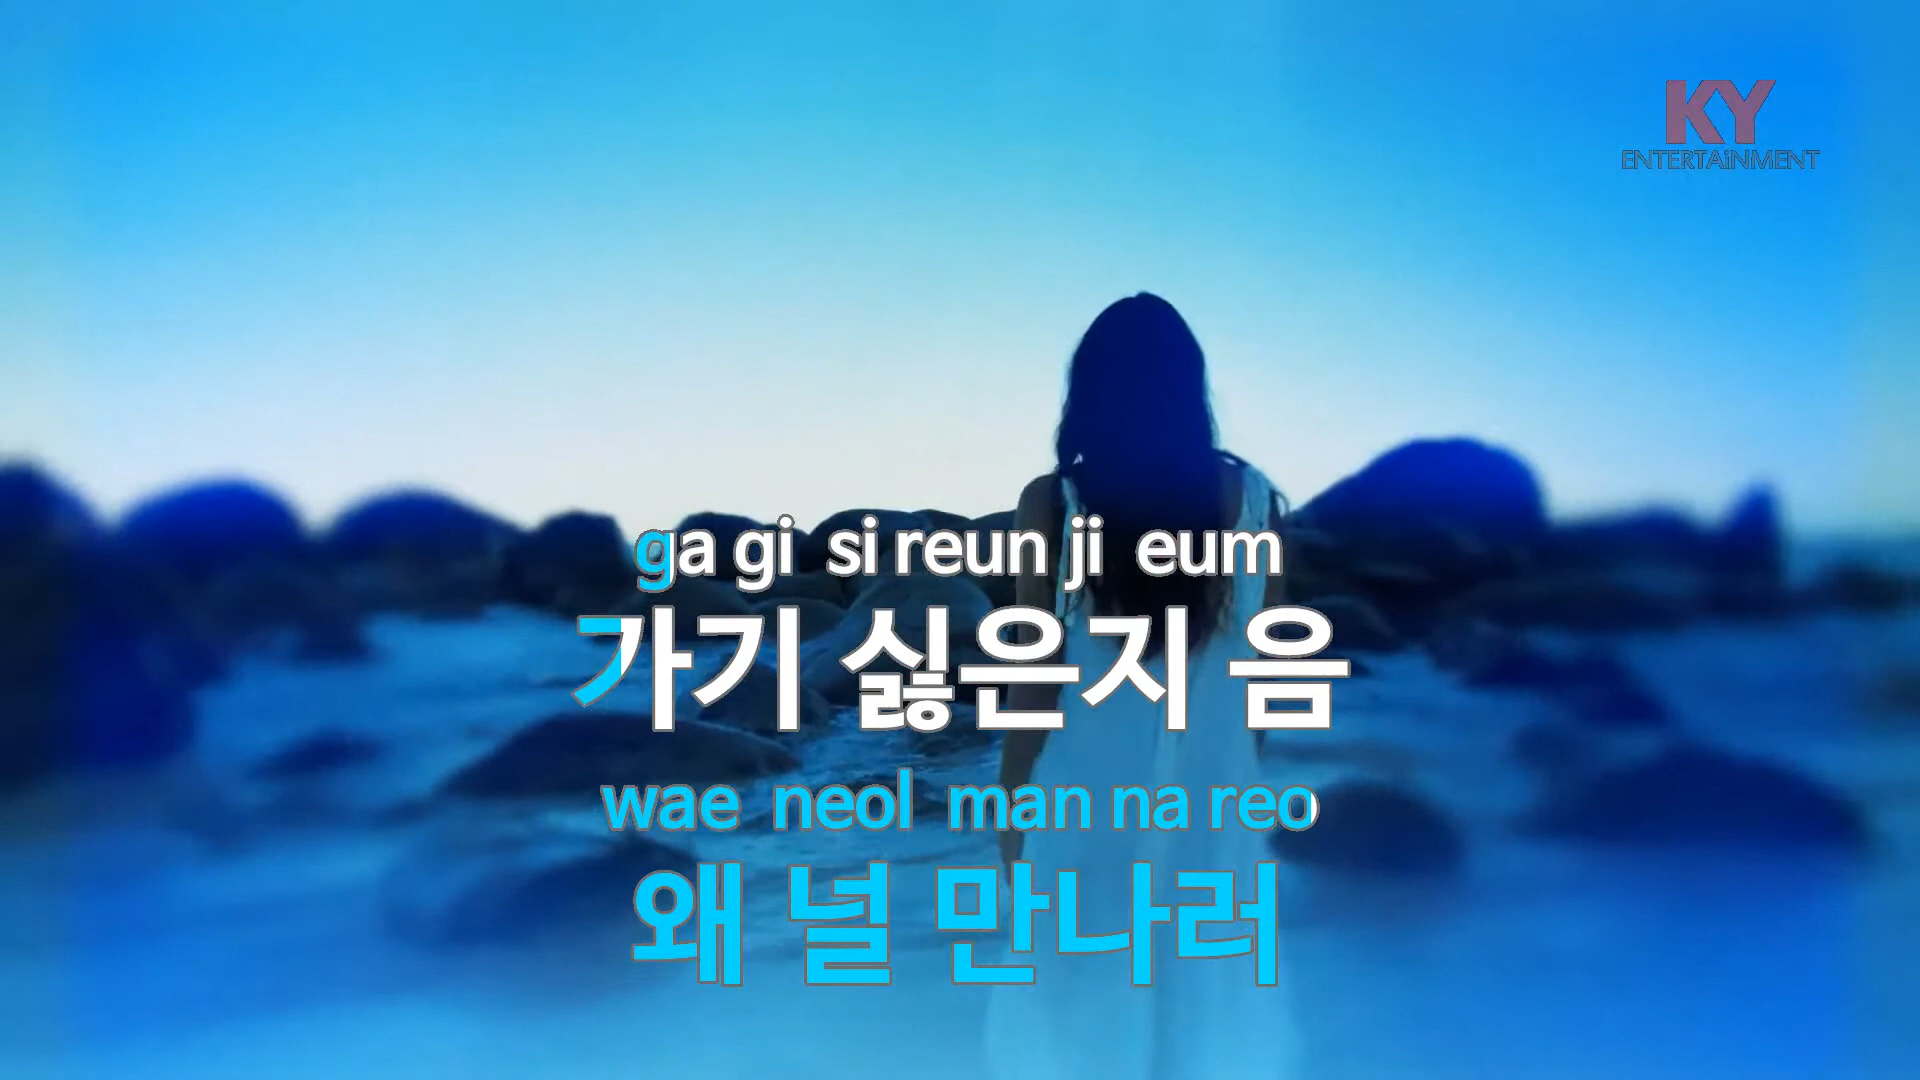 KY
ENTERTAiNMENT
ga gi si reun ji eum
가기 싫은지 음
wae neol man na reo
왜 널 만나러